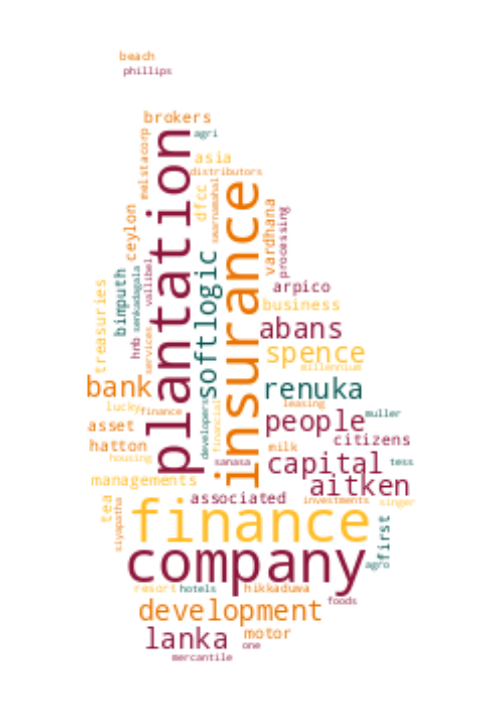 beach
phillips
brokers
agri
plantation
melstacorp
asia
distributors
dfcc
swarnamahal
insurance
vardhana
processing
ceylon
senkadagala
vallibel
bimputh
hnb
services
treasuries
softlogic
arpico
business
abans
spence
millennium
bank
renuka
lucky
finance
developers
financial
leasing
people
muller
asset
hatton
citizens
milk
housing
sanasa
capital
tess
managements
aitken
associated
investments
singer
tea
siyapatha
finance
first
company
agro
resort
hotels
hikkaduwa
foods
development
lanka
motor
one
mercantile